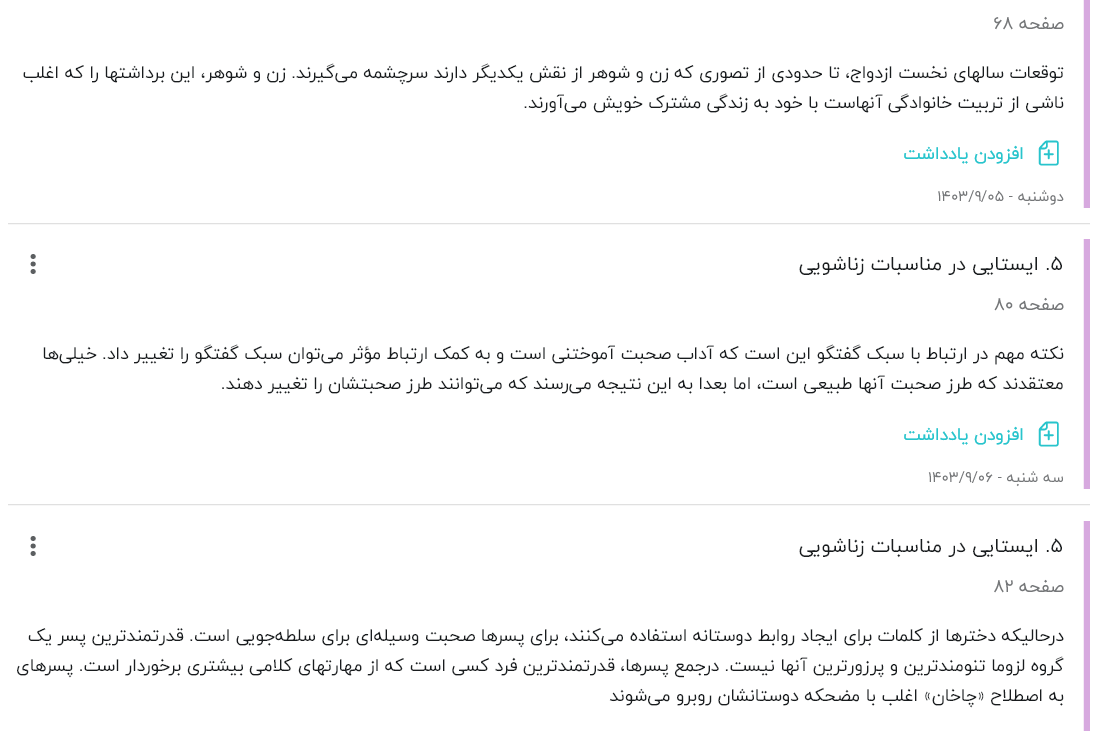 صفحه ۶۸
توقعات سالهای نخست ازدواج، تا حدودی از تصوری که زن و شوهر از نقش یکدیگر دارند سرچشمه می‌گیرند. زن و شوهر، این برداشتها را که اغلب
ناشی از تربیت خانوادگی آنهاست با خود به زندگی مشترک خویش می‌آورند.
افزودن یادداشت
دوشنبه - ۱۴۰۳/۹/۰۵
۵. ایستایی در مناسبات زناشویی
صفحه ۸۰
نکته مهم در ارتباط با سبک گفتگو این است که آداب صحبت آموختنی است و به کمک ارتباط مؤثر می‌توان سبک گفتگو را تغییر داد. خیلی‌ها
معتقدند که طرز صحبت آنها طبیعی است، اما بعدا به این نتیجه می‌رسند که می‌توانند طرز صحبتشان را تغییر دهند.
افزودن یادداشت
سه شنبه - ۱۴۰۳/۹/۰۶
۵. ایستایی در مناسبات زناشویی
صفحه ۸۲
درحالیکه دخترها از کلمات برای ایجاد روابط دوستانه استفاده می‌کنند، برای پسرها صحبت وسیله‌ای برای سلطه‌جویی است. قدرتمندترین پسر یک
گروه لزوما تنومندترین و پرزورترین آنها نیست. درجمع پسرها، قدرتمندترین فرد کسی است که از مهارتهای کلامی بیشتری برخوردار است. پسرهای
به اصطلاح «چاخان» اغلب با مضحکه دوستانشان روبرو می‌شوند